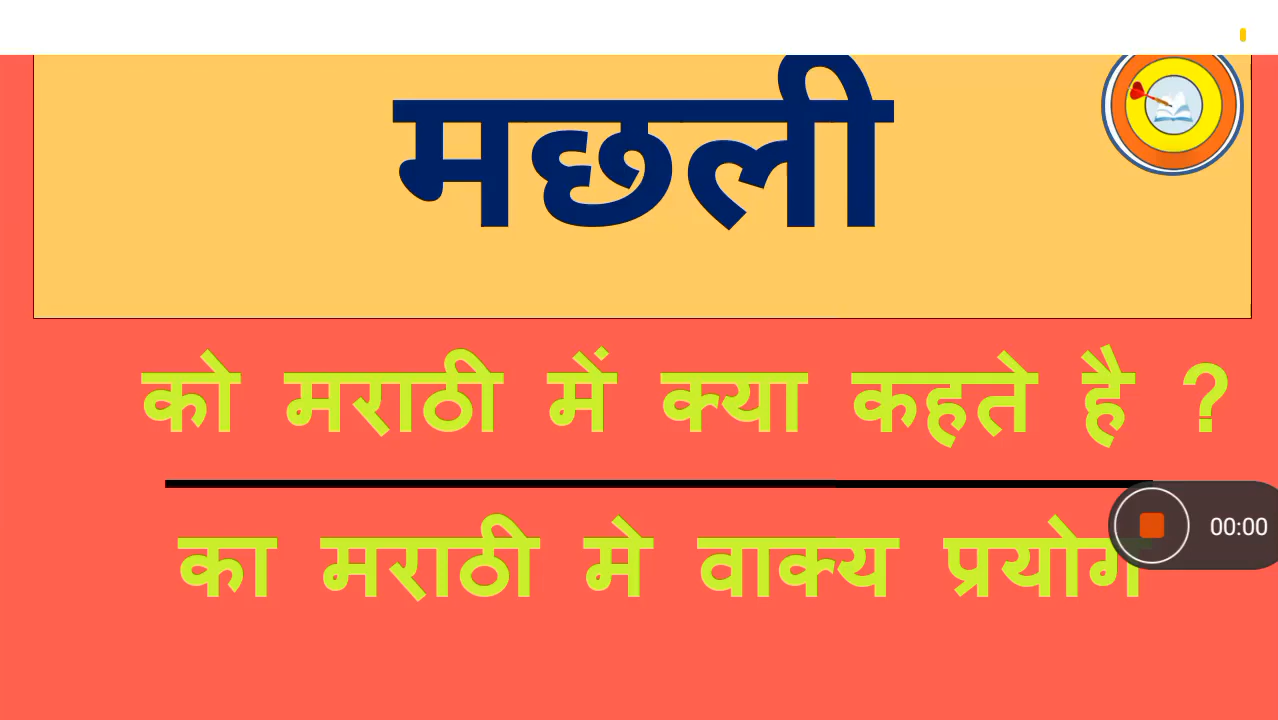 मछली
को मराठी में क्या कहते है ?
का मराठी मे वाक्य प्रयोग
00:00